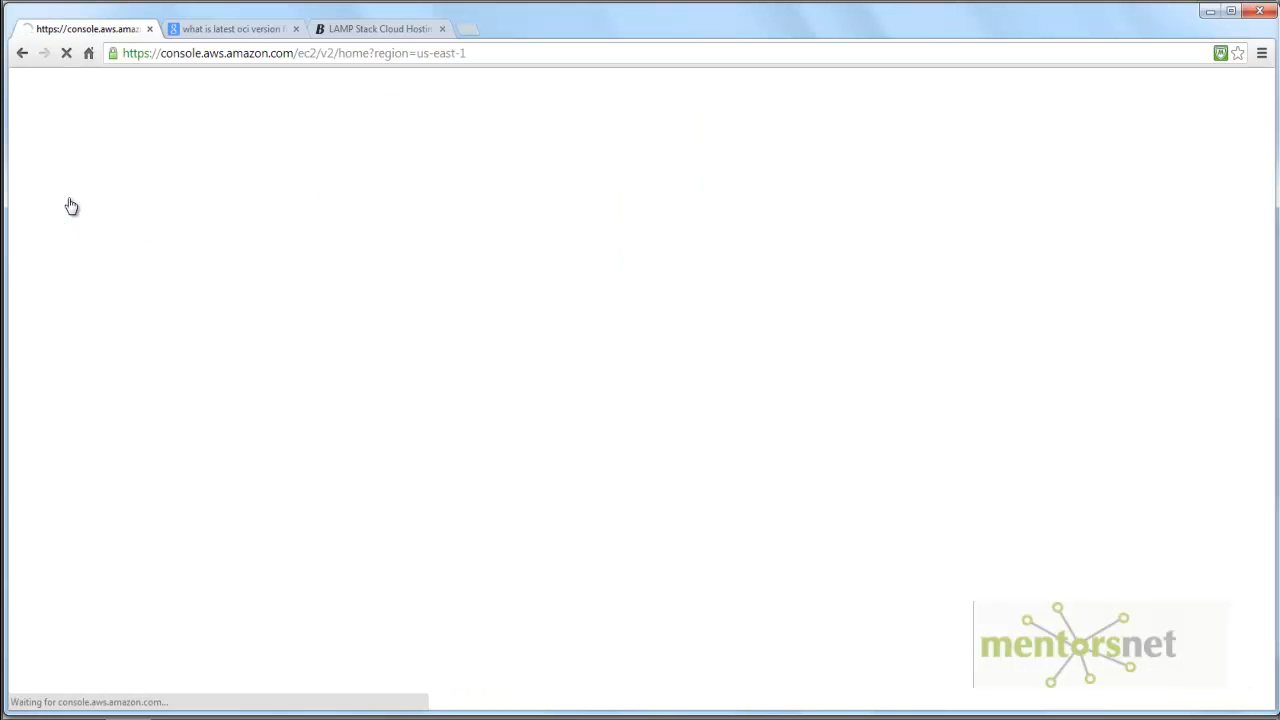 https://console.aws.amaz
what is latest oci version f
LAMP Stack Cloud Hostin
https://console.aws.amazon.com/ec2/v2/home?region=us-east-1
mentorsnet
Waiting for console.aws.amazon.com...